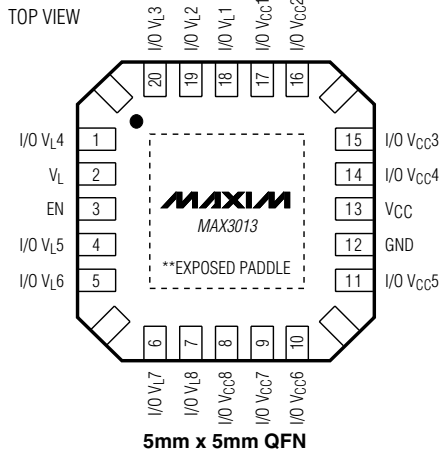 TOP VIEW
I/O VL3
I/O VL2
I/O VL1
I/O VCC1
I/O VCC2
20
19
18
17
16
I/O VL4 1
VL 2
EN 3
I/O VL5 4
I/O VL6 5
15 I/O VCC3
14 I/O VCC4
13 VCC
12 GND
11 I/O VCC5
MAXIM
MAX3013
**EXPOSED PADDLE
6
7
8
9
10
I/O VL7
I/O VL8
I/O VCC8
I/O VCC7
I/O VCC6
5mm x 5mm QFN